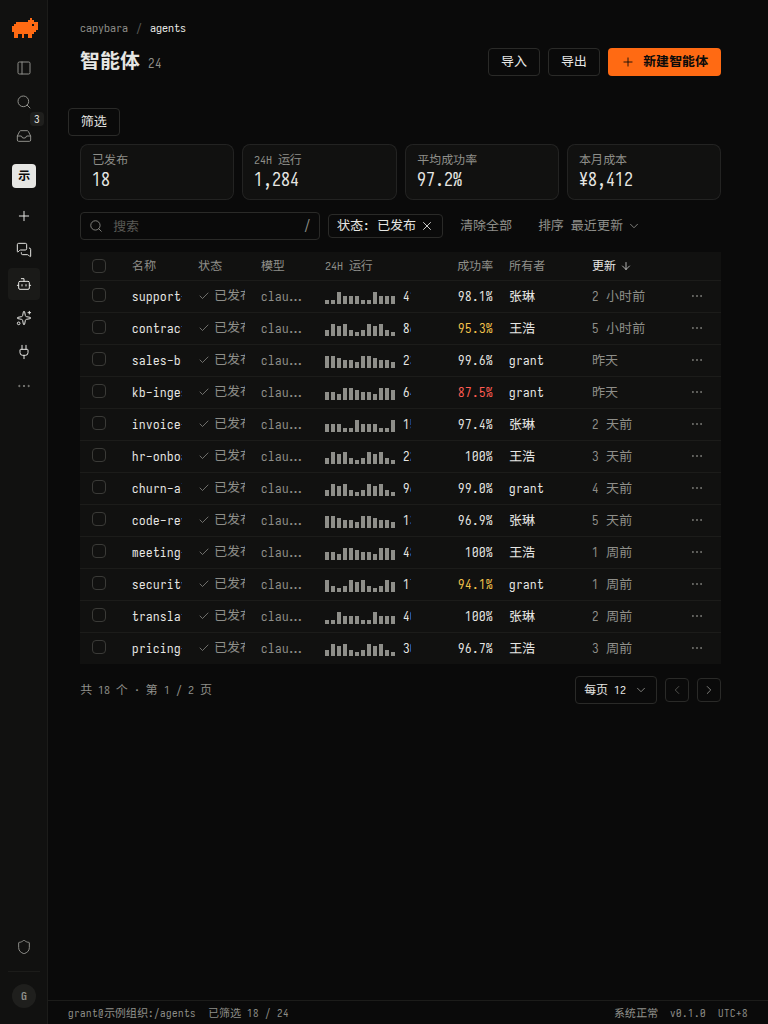 capybara / agents
智能体 24
导入
导出
新建智能体
3
筛选
示
已发布
18
24H 运行
1,284
平均成功率
97.2%
本月成本
¥8,412
搜索 /
状态: 已发布
清除全部
排序 最近更新
名称 状态 模型 24H 运行 成功率 所有者 更新
support 已发 clau... 4 98.1% 张琳 2 小时前
contrac 已发 clau... 8 95.3% 王浩 5 小时前
sales-b 已发 clau... 2 99.6% grant 昨天
kb-inge 已发 clau... 6 87.5% grant 昨天
invoice 已发 clau... 1 97.4% 张琳 2 天前
hr-onbo 已发 clau... 2 100% 王浩 3 天前
churn-a 已发 clau... 9 99.0% grant 4 天前
code-re 已发 clau... 1 96.9% 张琳 5 天前
meeting 已发 clau... 4 100% 王浩 1 周前
securit 已发 clau... 1 94.1% grant 1 周前
transla 已发 clau... 4 100% 张琳 2 周前
pricing 已发 clau... 3 96.7% 王浩 3 周前
共 18 个 · 第 1 / 2 页
每页 12
G
grant@示例组织:/agents 已筛选 18 / 24
系统正常 v0.1.0 UTC+8